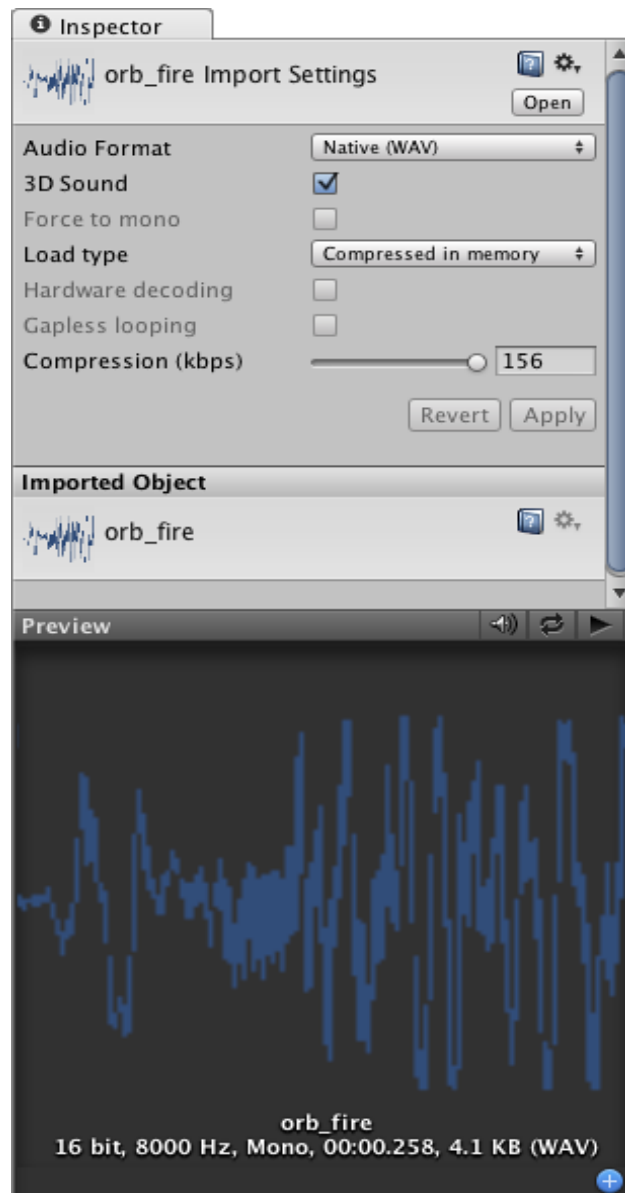 Inspector
orb_fire Import Settings
Open
Audio Format Native (WAV)
3D Sound
Force to mono
Load type Compressed in memory
Hardware decoding
Gapless looping
Compression (kbps) 156
Revert Apply
Imported Object
orb_fire
Preview
orb_fire
16 bit, 8000 Hz, Mono, 00:00.258, 4.1 KB (WAV)